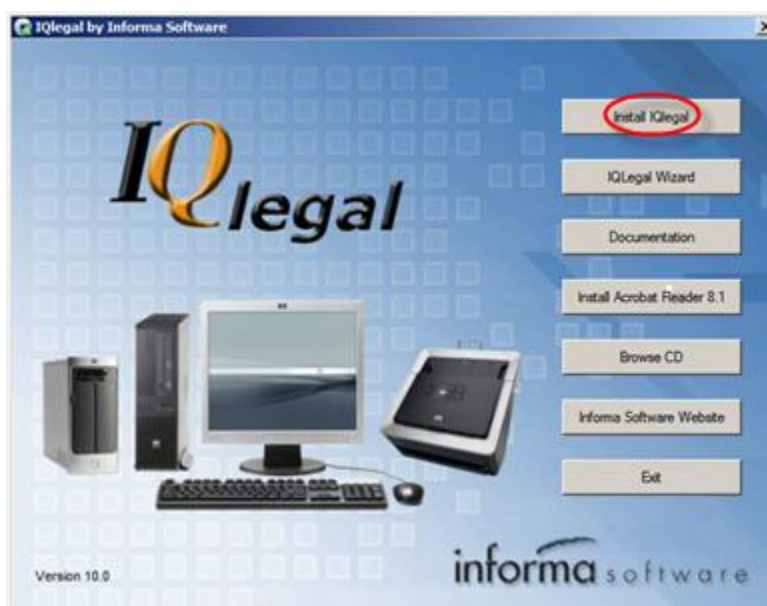 IQlegal by Informa Software
IQlegal
Install IQlegal
IQLegal Wizard
Documentation
Install Acrobat Reader 8.1
Browse CD
Informa Software Website
Exit
Version 10.0
informa software